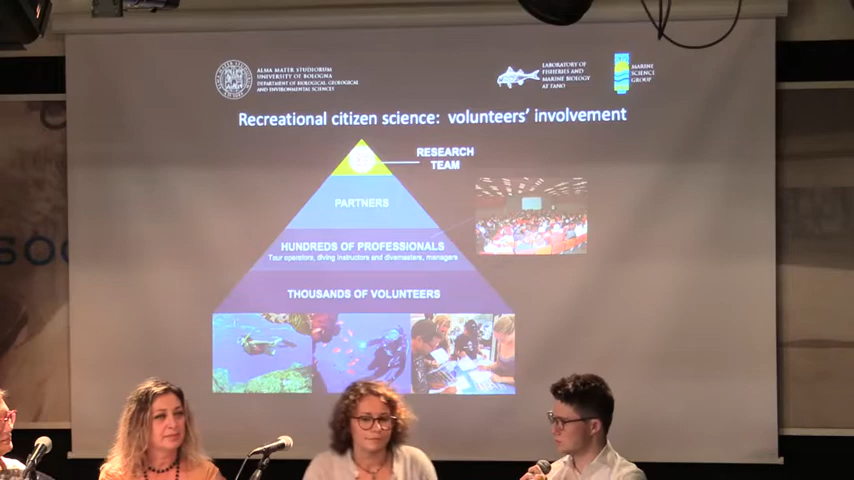 ALMA MATER STUDIORUM
UNIVERSITY OF BOLOGNA
DEPARTMENT OF BIOLOGICAL, GEOLOGICAL
AND ENVIRONMENTAL SCIENCES
LABORATORY OF
FISHERIES AND
MARINE BIOLOGY
AT FANO
MARINE
SCIENCE
GROUP
Recreational citizen science: volunteers' involvement
RESEARCH
TEAM
PARTNERS
HUNDREDS OF PROFESSIONALS
Tour operators, diving instructors and divemasters, managers
THOUSANDS OF VOLUNTEERS